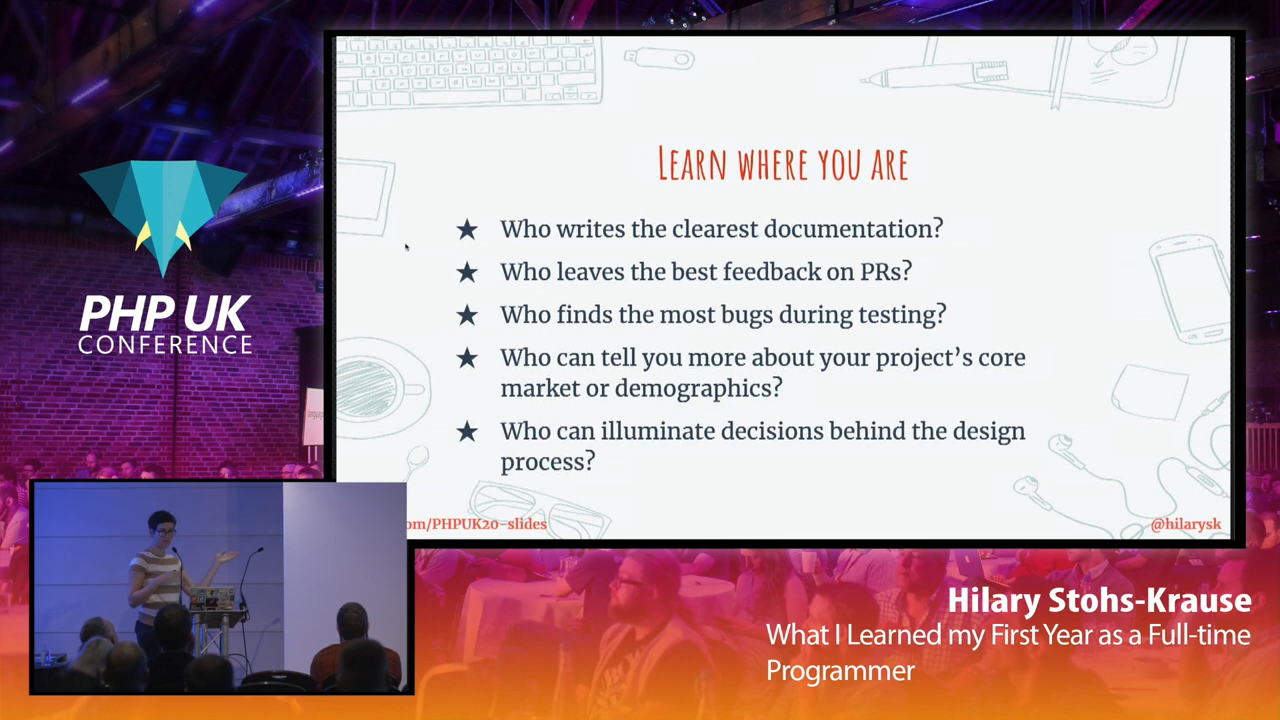 PHP UK
CONFERENCE
LEARN WHERE YOU ARE
★ Who writes the clearest documentation?
★ Who leaves the best feedback on PRs?
★ Who finds the most bugs during testing?
★ Who can tell you more about your project's core
market or demographics?
★ Who can illuminate decisions behind the design
process?
om/PHPUK20-slides
@hilarysk
Hilary Stohs-Krause
What I Learned my First Year as a Full-time
Programmer